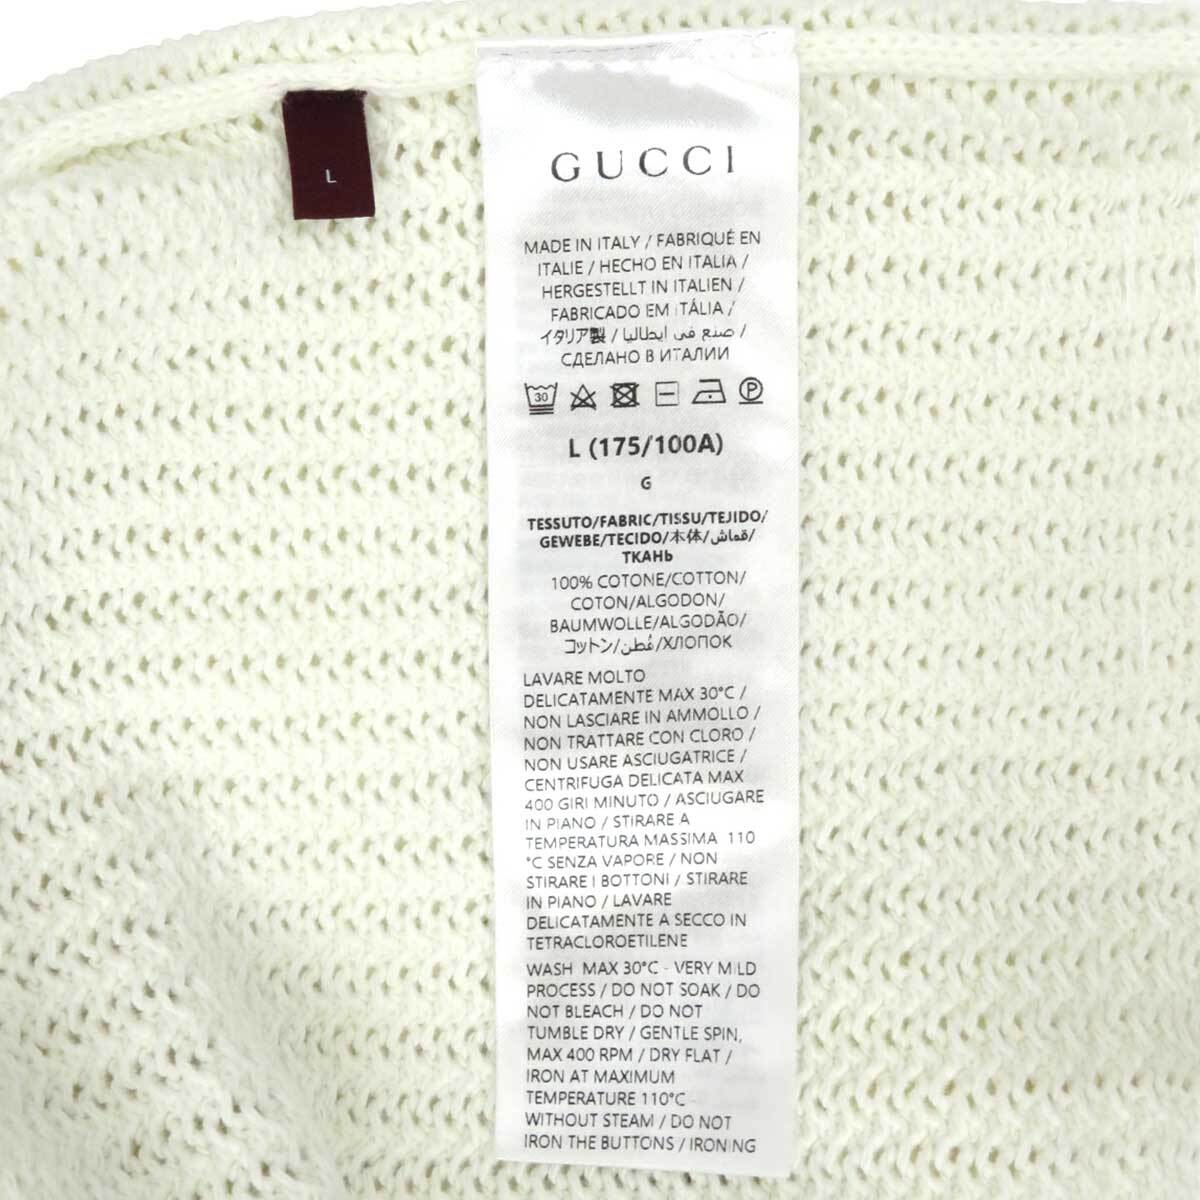 L
GUCCI
MADE IN ITALY / FABRIQUÉ EN
ITALIE / HECHO EN ITALIA /
HERGESTELLT IN ITALIEN /
FABRICADO EM ITÁLIA /
イタリア製 / صنع في ايطاليا /
СДЕЛАНО В ИТАЛИИ
30 P
L (175/100A)
G
TESSUTO/FABRIC/TISSU/TEJIDO/
GEWEBE/TECIDO/本体/قماش/
ТКАНЬ
100% COTONE/COTTON/
COTON/ALGODON/
BAUMWOLLE/ALGODÃO/
コットン/قُطن/ХЛОПОК
LAVARE MOLTO
DELICATAMENTE MAX 30°C /
NON LASCIARE IN AMMOLLO /
NON TRATTARE CON CLORO /
NON USARE ASCIUGATRICE /
CENTRIFUGA DELICATA MAX
400 GIRI MINUTO / ASCIUGARE
IN PIANO / STIRARE A
TEMPERATURA MASSIMA 110
°C SENZA VAPORE / NON
STIRARE I BOTTONI / STIRARE
IN PIANO / LAVARE
DELICATAMENTE A SECCO IN
TETRACLOROETILENE
WASH MAX 30°C - VERY MILD
PROCESS / DO NOT SOAK / DO
NOT BLEACH / DO NOT
TUMBLE DRY / GENTLE SPIN,
MAX 400 RPM / DRY FLAT /
IRON AT MAXIMUM
TEMPERATURE 110°C -
WITHOUT STEAM / DO NOT
IRON THE BUTTONS / IRONING